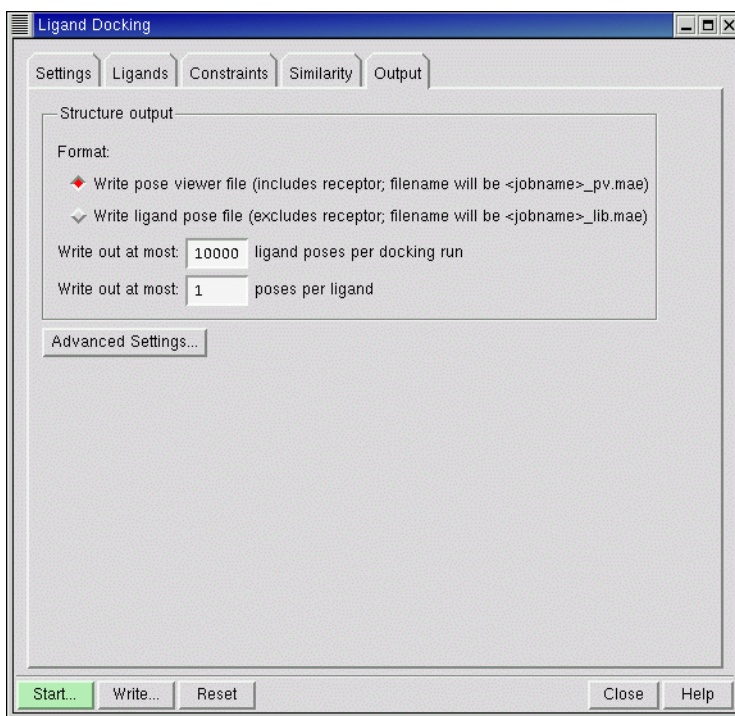 Ligand Docking
Settings Ligands Constraints Similarity Output
Structure output
Format:
Write pose viewer file (includes receptor; filename will be <jobname>_pv.mae)
Write ligand pose file (excludes receptor; filename will be <jobname>_lib.mae)
Write out at most: 10000 ligand poses per docking run
Write out at most: 1 poses per ligand
Advanced Settings...
Start... Write... Reset Close Help